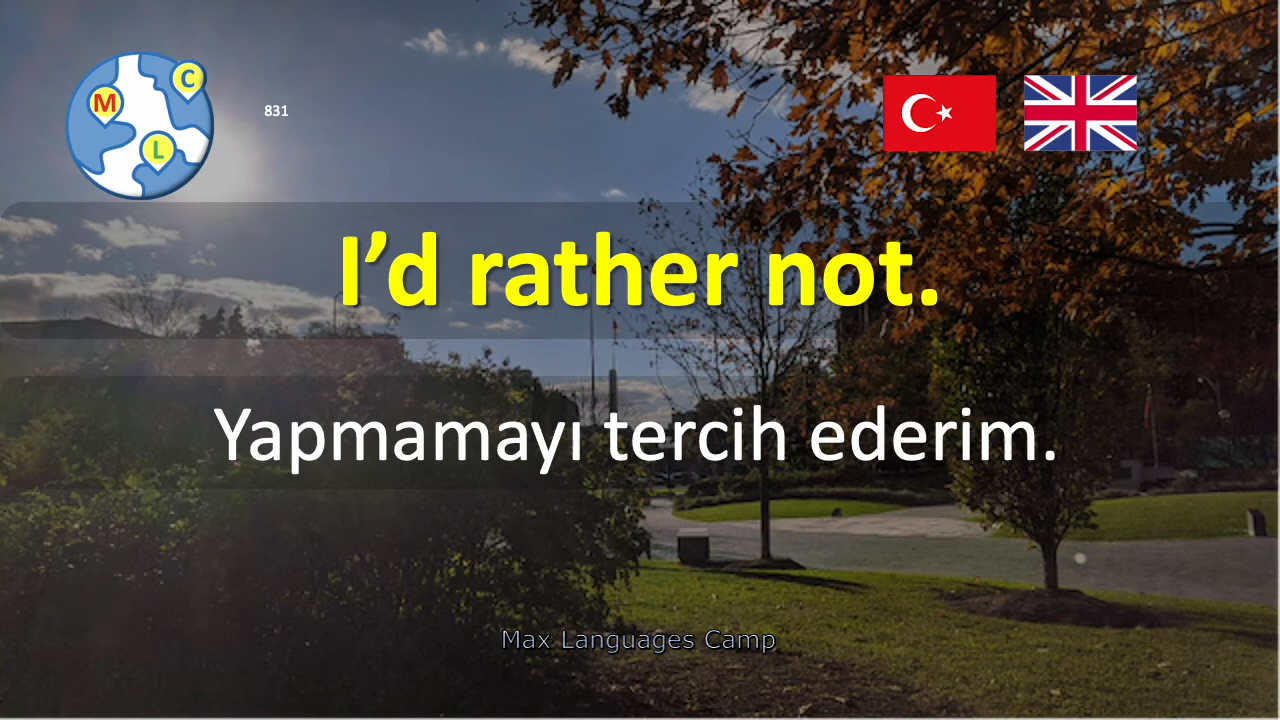 C
M
L
831
I’d rather not.
Yapmamayı tercih ederim.
Max Languages Camp